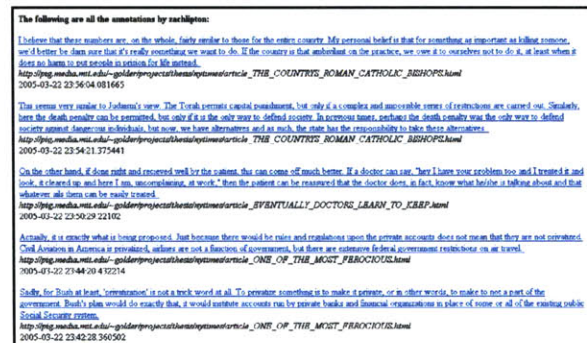 The following are all the annotations by zachlipton:
I believe that these numbers are, on the whole, fairly similar to those for the entire country. My personal belief is that for something as important as killing somone,
we'd better be darn sure that it's really something we want to do. If the country is that ambivilant on the practice, we owe it to ourselves not to do it, at least when it
does no harm to put people in prision for life instead.
http://ptg.media.mit.edu/~golder/projects/thesis/nytimes/article_THE_COUNTRYS_ROMAN_CATHOLIC_BISHOPS.html
2005-03-22 23:56:04.081665
This seems very similar to Judaism's view. The Torah permits capital punishment, but only if a complex and impossible series of restrictions are carried out. Similarly,
here the death penalty can be permitted, but only if it is the only way to defend society. In previous times, perhaps the death penalty was the only way to defend
society against dangerous individuals, but now, we have alternatives and as such, the state has the responsibility to take these alternatives.
http://ptg.media.mit.edu/~golder/projects/thesis/nytimes/article_THE_COUNTRYS_ROMAN_CATHOLIC_BISHOPS.html
2005-03-22 23:54:21.375441
On the other hand, if done right and recieved well by the patient, this can come off much better. If a doctor can say, "hey I have your problem too and I treated it and
look, it cleared up and here I am, uncomplaining, at work," then the patient can be reassured that the doctor does, in fact, know what he/she is talking about and that
whatever ails them can be easily treated.
http://ptg.media.mit.edu/~golder/projects/thesis/nytimes/article_EVENTUALLY_DOCTORS_LEARN_TO_KEEP.html
2005-03-22 23:50:29.22102
Actually, it is exactly what is being proposed. Just because there would be rules and regulations upon the private accounts does not mean that they are not privatized.
Civil Aviation in America is privatized, airlines are not a function of government, but there are extensive federal government restrictions on air travel.
http://ptg.media.mit.edu/~golder/projects/thesis/nytimes/article_ONE_OF_THE_MOST_FEROCIOUS.html
2005-03-22 23:44:20.432214
Sadly, for Bush at least, 'privatization' is not a trick word at all. To privatize something is to make it private, or in other words, to make to not a part of the
government. Bush's plan would do exactly that, it would institute accounts run by private banks and financial organizations in place of some or all of the existing public
Social Security system.
http://ptg.media.mit.edu/~golder/projects/thesis/nytimes/article_ONE_OF_THE_MOST_FEROCIOUS.html
2005-03-22 23:42:28.360502